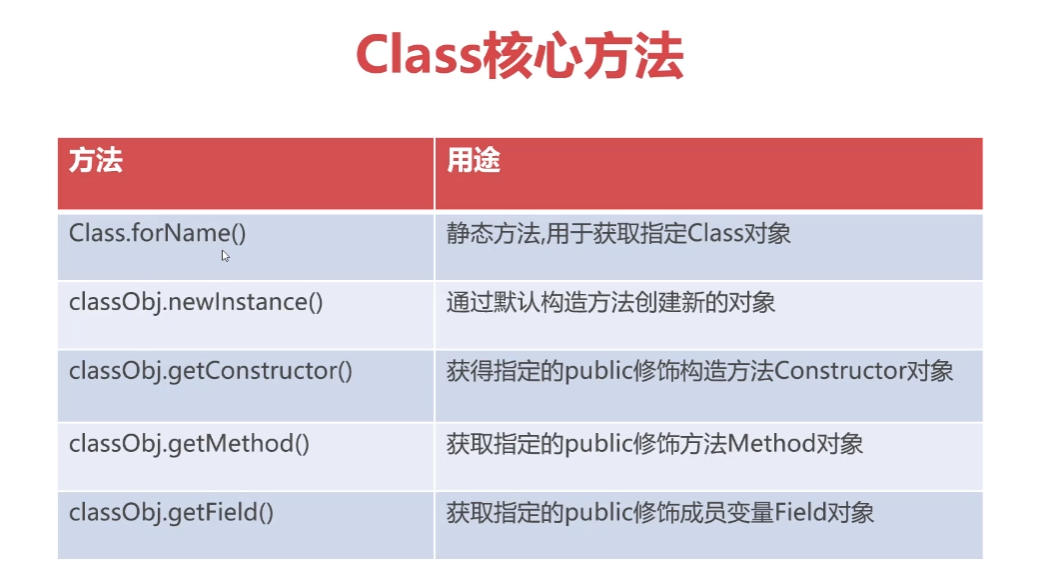 Class核心方法
方法
用途
Class.forName()
静态方法,用于获取指定Class对象
classObj.newInstance()
通过默认构造方法创建新的对象
classObj.getConstructor()
获得指定的public修饰构造方法Constructor对象
classObj.getMethod()
获取指定的public修饰方法Method对象
classObj.getField()
获取指定的public修饰成员变量Field对象